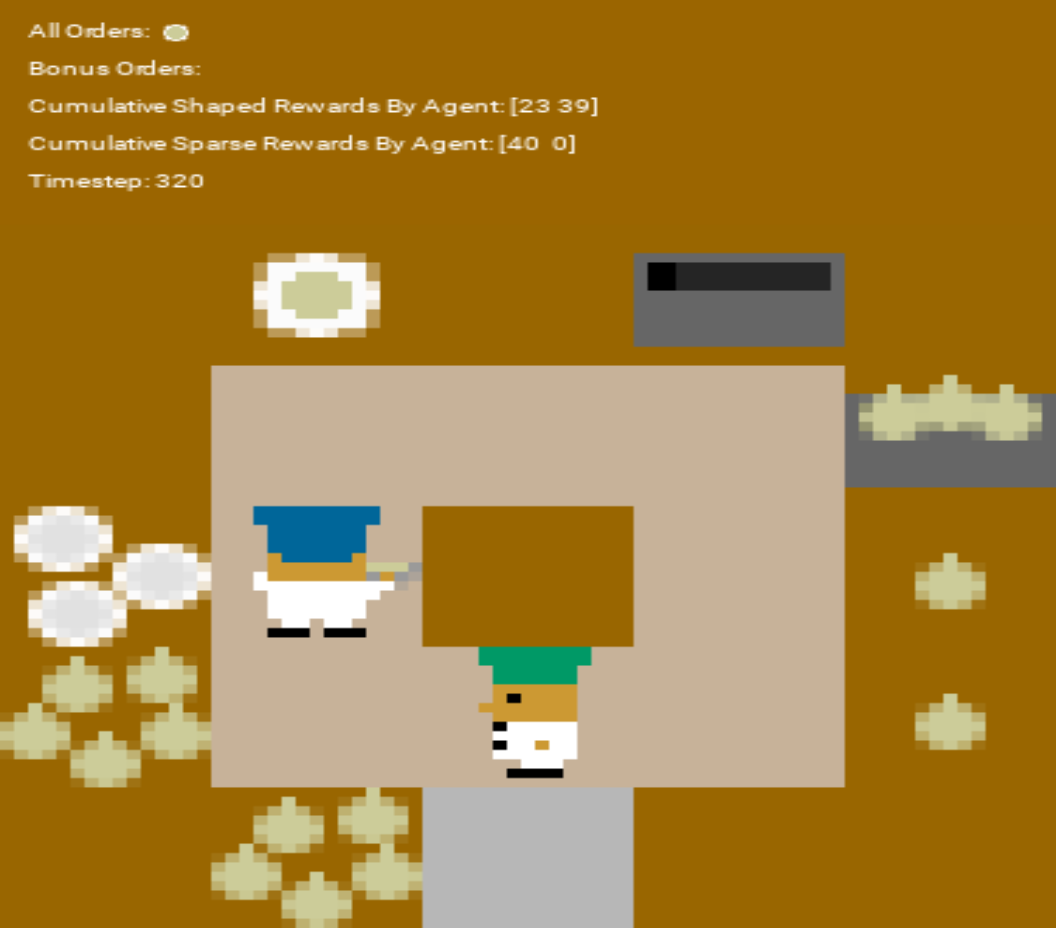 All Orders:
Bonus Orders:
Cumulative Shaped Rewards By Agent: [23 39]
Cumulative Sparse Rewards By Agent: [40  0]
Timestep: 320